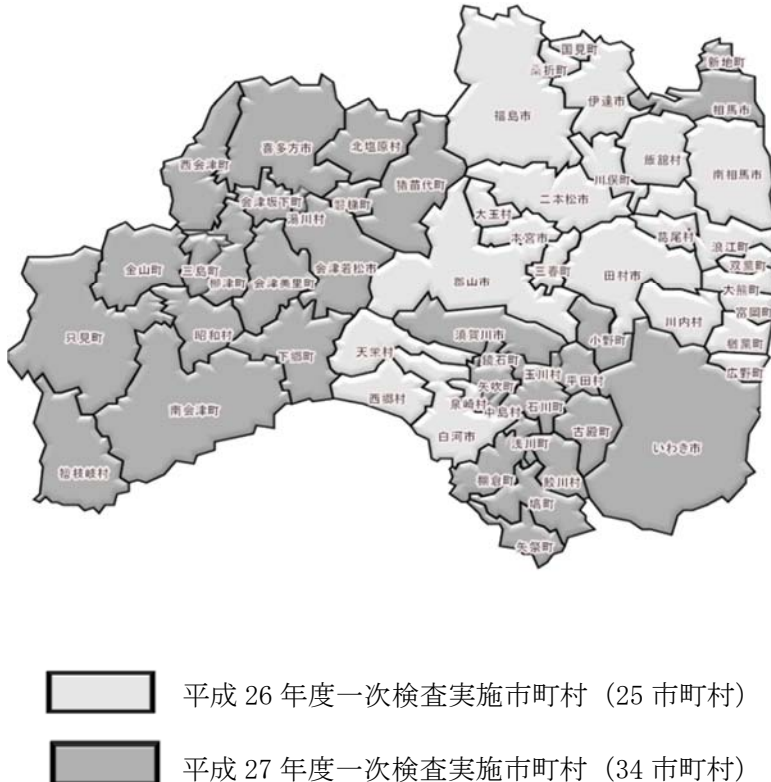 国見町
桑折町
新地町
福島市
伊達市
相馬市
喜多方市
北塩原村
飯舘村
西会津町
猪苗代町
川俣町
南相馬市
会津坂下町
磐梯町
二本松市
湯川村
大玉村
本宮市
葛尾村
浪江町
金山町
三島町
会津若松市
三春町
田村市
双葉町
柳津町
会津美里町
郡山市
大熊町
川内村
富岡町
只見町
昭和村
須賀川市
小野町
楢葉町
下郷町
天栄村
鏡石町
玉川村
平田村
広野町
南会津町
西郷村
矢吹町
泉崎村
中島村
石川町
古殿町
白河市
浅川町
いわき市
檜枝岐村
棚倉町
鮫川村
塙町
矢祭町
平成 26 年度一次検査実施市町村（25 市町村）
平成 27 年度一次検査実施市町村（34 市町村）